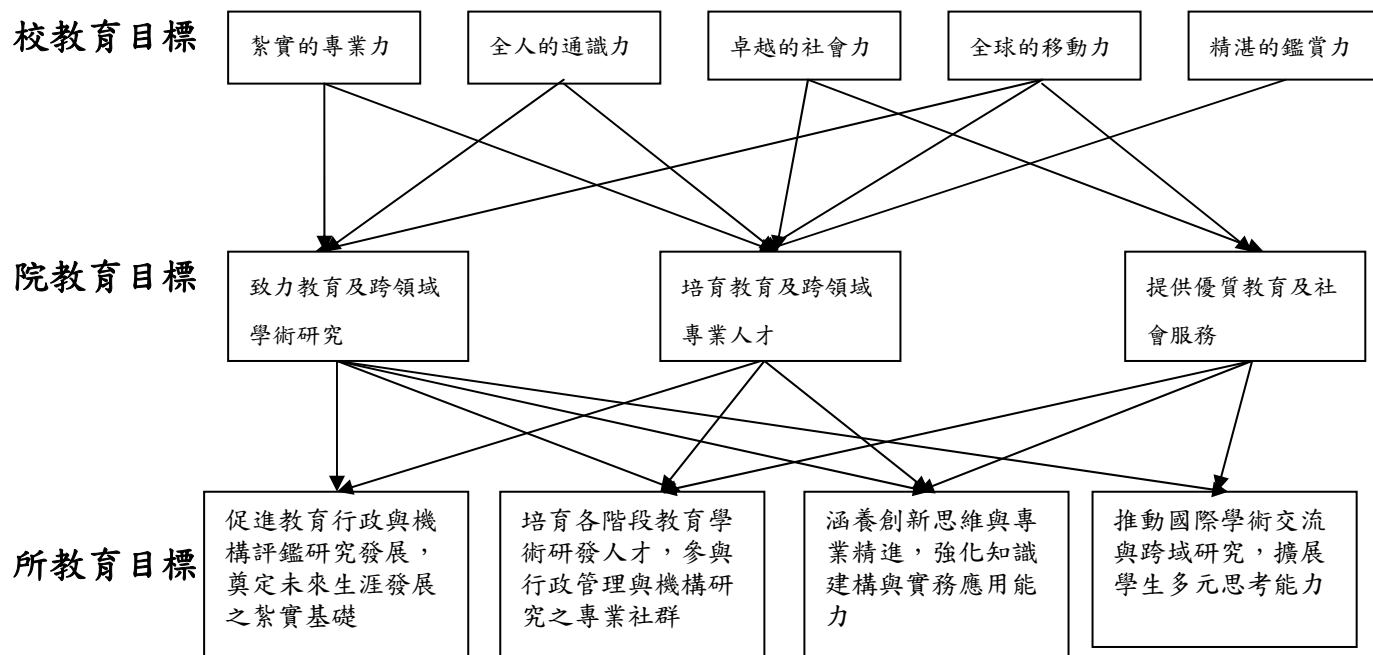 校教育目標
紮實的專業力
全人的通識力
卓越的社會力
全球的移動力
精湛的鑑賞力
院教育目標
致力教育及跨領域
學術研究
培育教育及跨領域
專業人才
提供優質教育及社
會服務
所教育目標
促進教育行政與機
構評鑑研究發展，
奠定未來生涯發展
之紮實基礎
培育各階段教育學
術研發人才，參與
行政管理與機構研
究之專業社群
涵養創新思維與專
業精進，強化知識
建構與實務應用能
力
推動國際學術交流
與跨域研究，擴展
學生多元思考能力